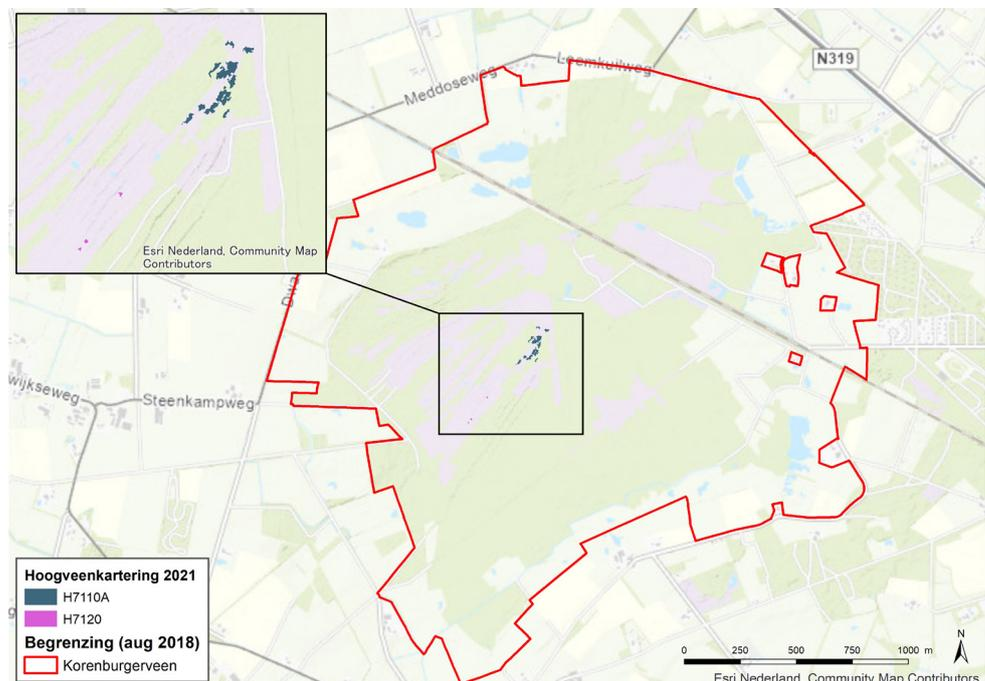 Esri Nederland, Community Map
Contributors
N319
Meddoseweg
Leemkuilweg
Dwa
wijkseweg
Steenkampweg
Hoogveenkartering 2021
H7110A
H7120
Begrenzing (aug 2018)
Korenburgerveen
N
0 250 500 750 1000 m
Esri Nederland, Community Map Contributors